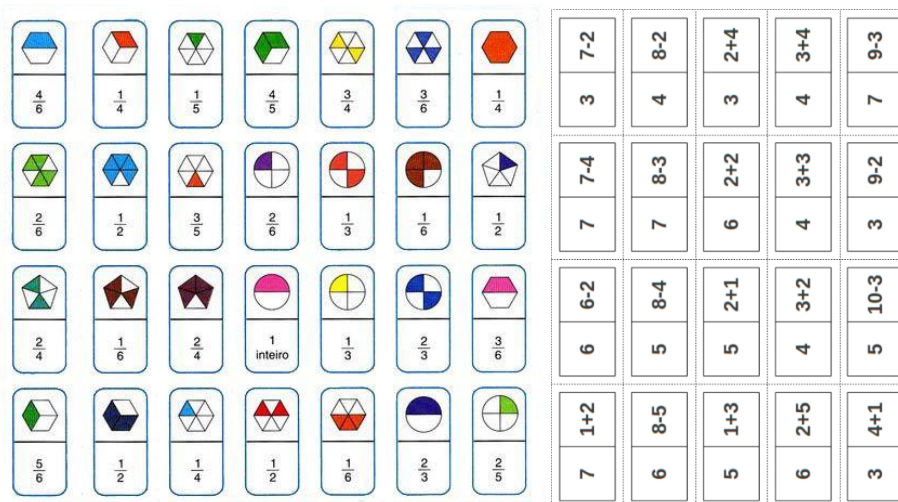 4/6 1/4 1/5 4/5 3/4 3/6 1/4
2/6 1/2 3/5 2/6 1/3 1/6 1/2
2/4 1/6 2/4 1 inteiro 1/3 2/3 3/6
5/6 1/2 1/4 1/2 1/6 2/3 2/5
7-2 8-2 2+4 3+4 9-3
3 4 3 4 7
7-4 8-3 2+2 3+3 9-2
7 7 6 4 3
6-2 8-4 2+1 3+2 10-3
6 5 5 4 5
1+2 8-5 1+3 2+5 4+1
7 6 5 6 3